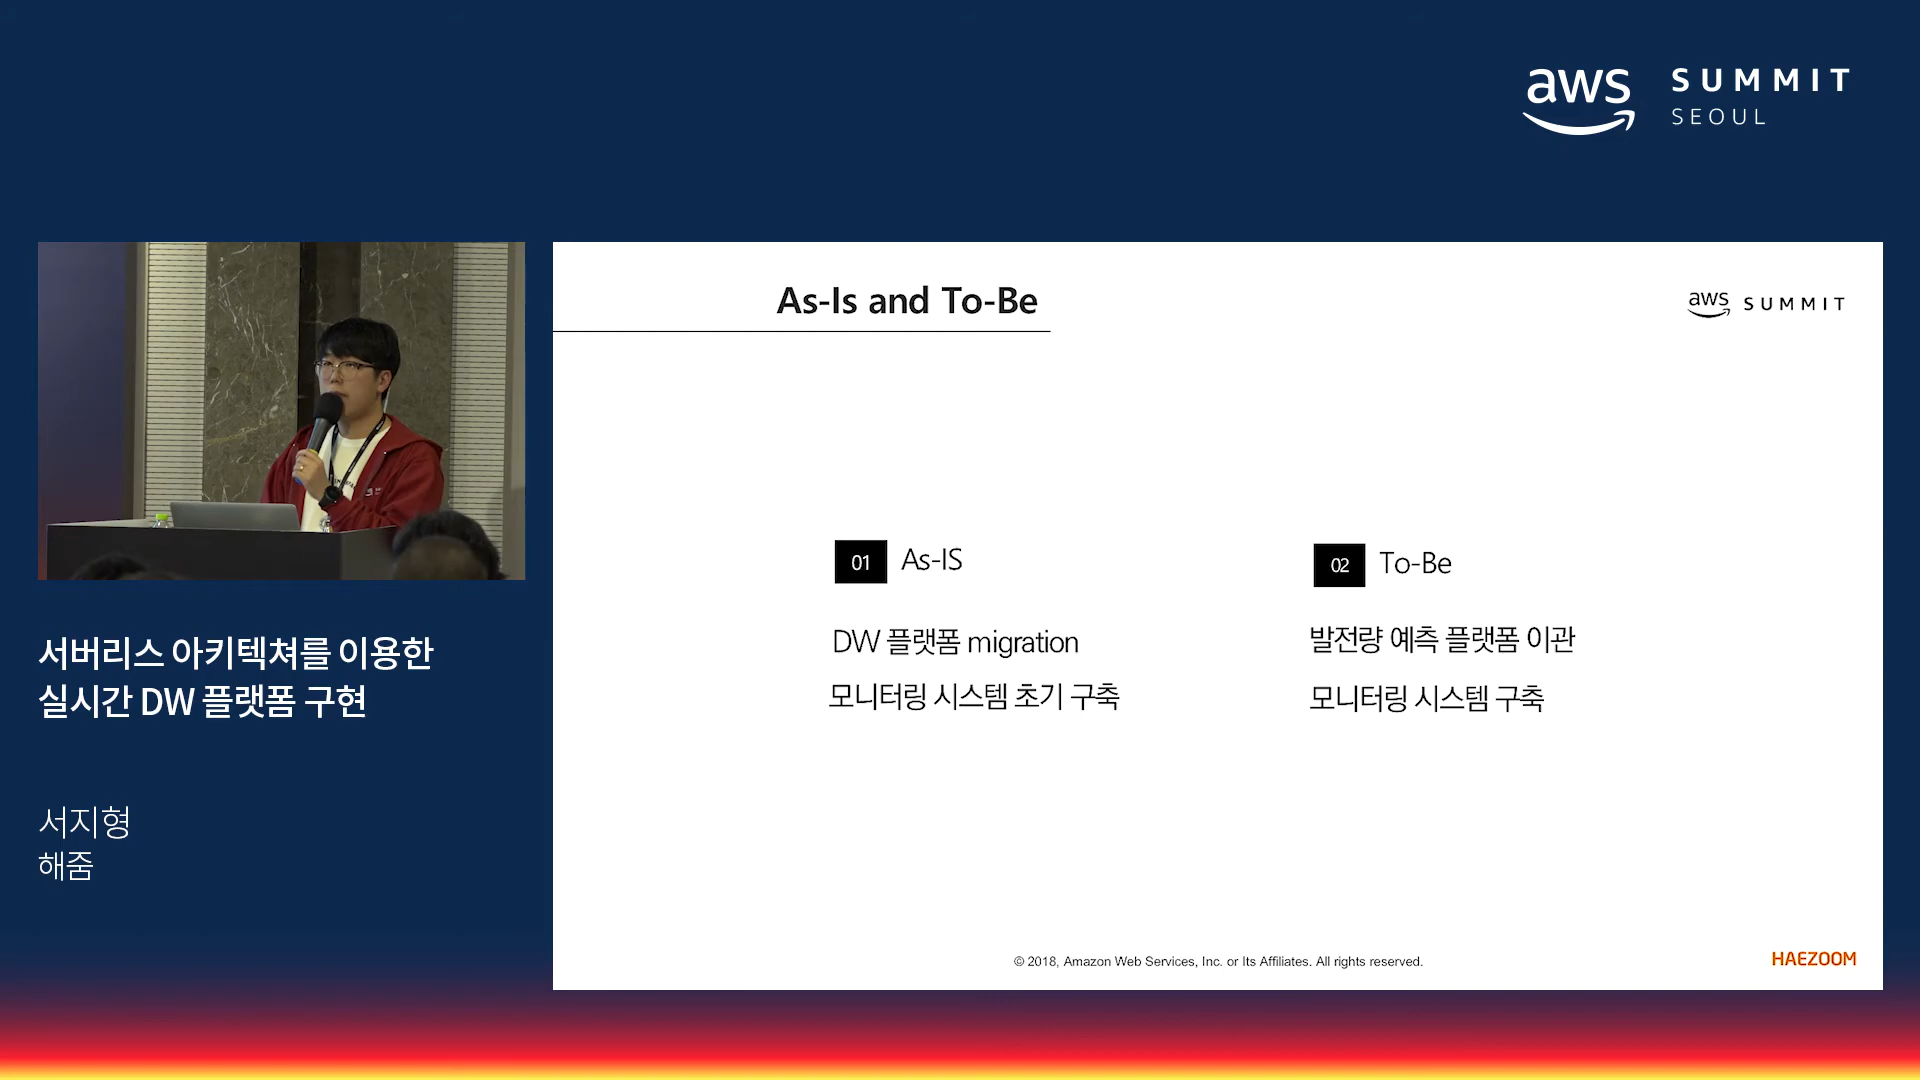 aws SUMMIT
SEOUL
As-Is and To-Be
aws SUMMIT
01 As-IS
DW 플랫폼 migration
모니터링 시스템 초기 구축
02 To-Be
발전량 예측 플랫폼 이관
모니터링 시스템 구축
서버리스 아키텍쳐를 이용한
실시간 DW 플랫폼 구현
서지형
해줌
© 2018, Amazon Web Services, Inc. or Its Affiliates. All rights reserved.
HAEZOOM